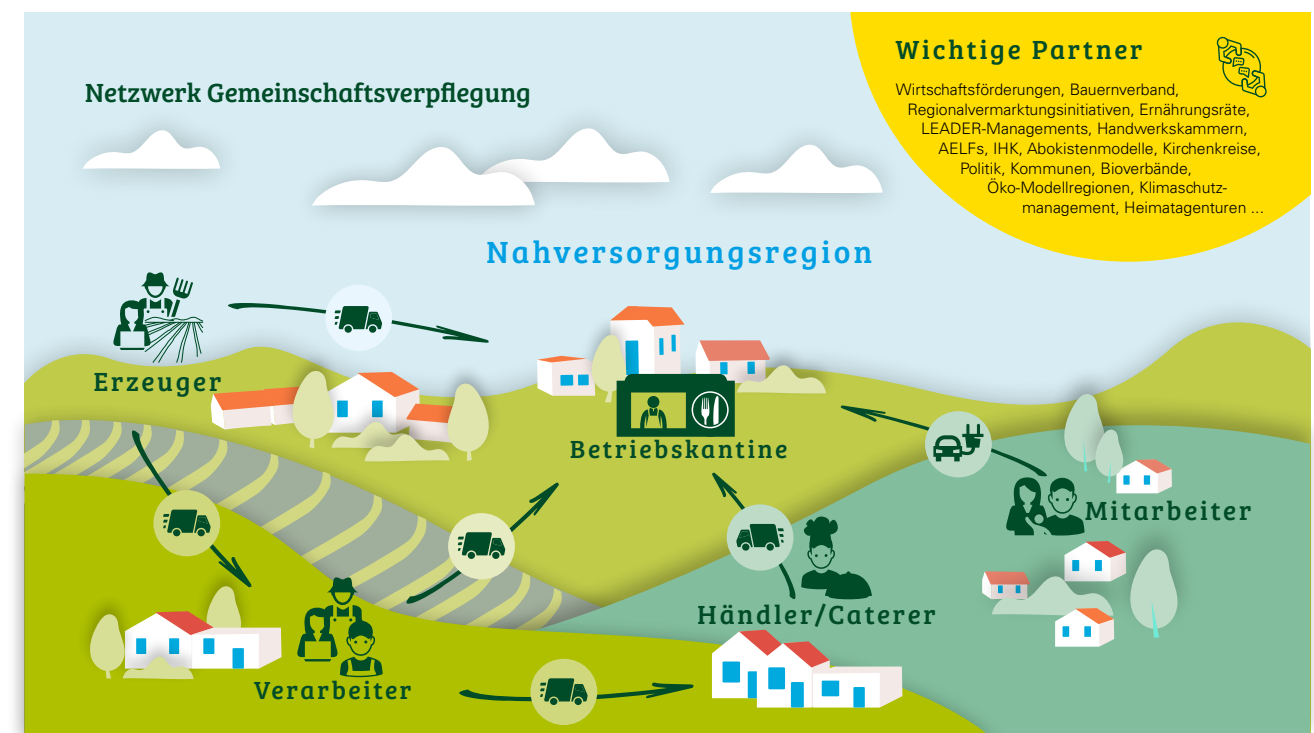 Netzwerk Gemeinschaftsverpflegung
Wichtige Partner
Wirtschaftsförderungen, Bauernverband,
Regionalvermarktungsinitiativen, Ernährungsräte,
LEADER-Managements, Handwerkskammern,
AELFs, IHK, Abokistenmodelle, Kirchenkreise,
Politik, Kommunen, Bioverbände,
Öko-Modellregionen, Klimaschutz-
management, Heimatagenturen ...
Nahversorgungsregion
Erzeuger
Betriebskantine
Mitarbeiter
Händler/Caterer
Verarbeiter